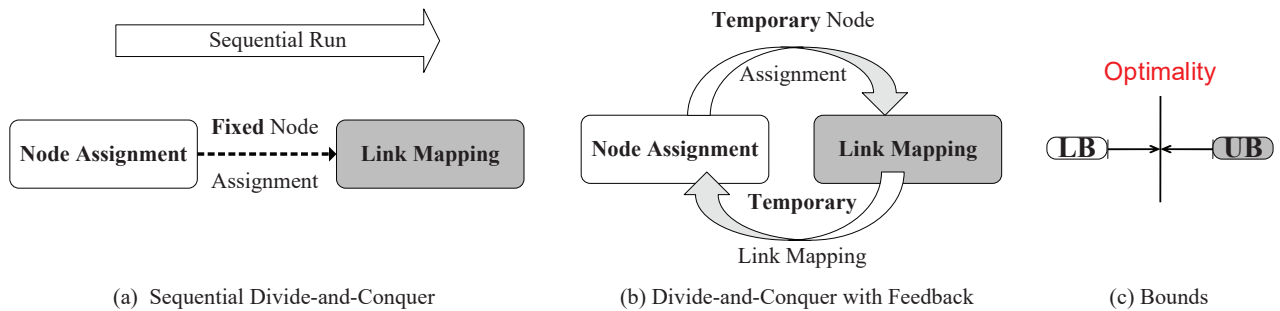 Sequential Run
Fixed Node
Node Assignment
Link Mapping
Assignment
(a) Sequential Divide-and-Conquer
Temporary Node
Assignment
Node Assignment
Link Mapping
Temporary
Link Mapping
(b) Divide-and-Conquer with Feedback
Optimality
LB
UB
(c) Bounds